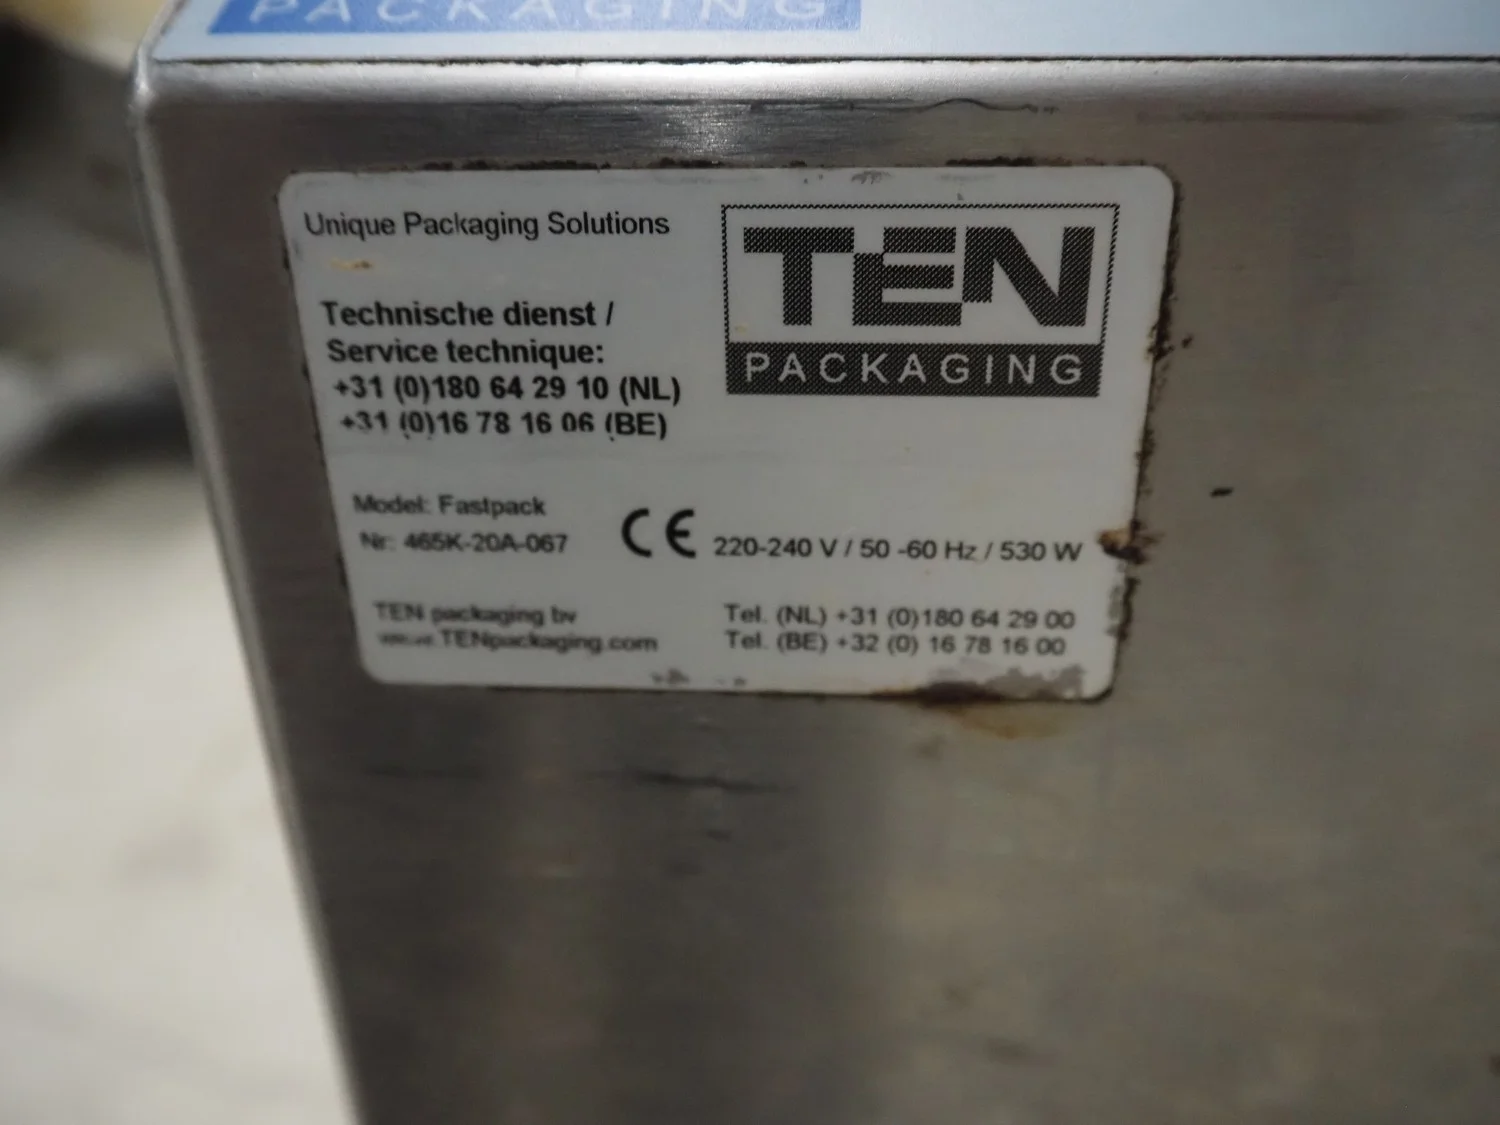 PACKAGING
Unique Packaging Solutions
TEN
PACKAGING
Technische dienst /
Service technique:
+31 (0)180 64 29 10 (NL)
+31 (0)16 78 16 06 (BE)
Model: Fastpack
Nr: 465K-20A-067
CE 220-240 V / 50 -60 Hz / 530 W
TEN packaging bv
www.TENpackaging.com
Tel. (NL) +31 (0)180 64 29 00
Tel. (BE) +32 (0) 16 78 16 00